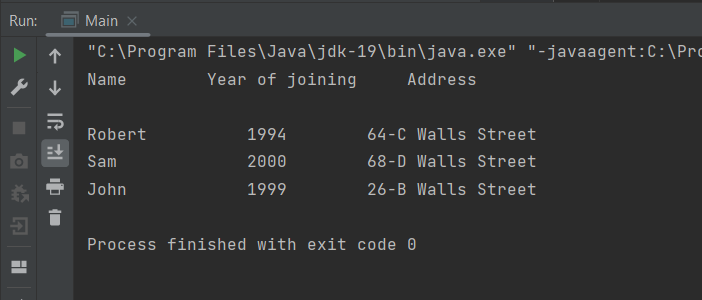 Run: Main
"C:\Program Files\Java\jdk-19\bin\java.exe" "-javaagent:C:\Pro
Name Year of joining Address
Robert 1994 64-C Walls Street
Sam 2000 68-D Walls Street
John 1999 26-B Walls Street
Process finished with exit code 0